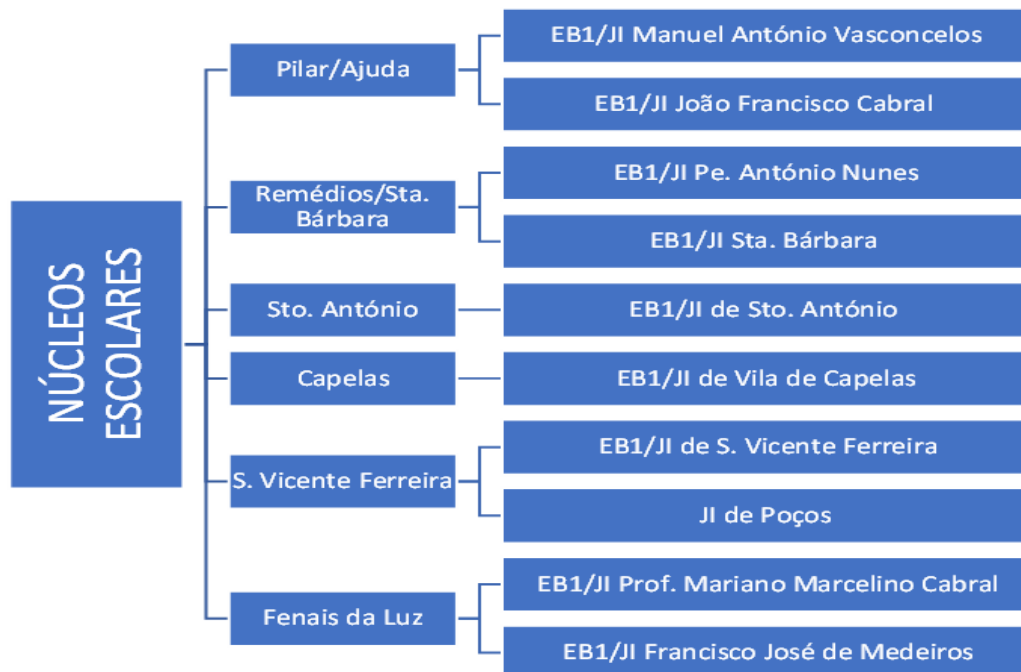 NÚCLEOS
ESCOLARES
Pilar/Ajuda
EB1/JI Manuel António Vasconcelos
EB1/JI João Francisco Cabral
Remédios/Sta.
Bárbara
EB1/JI Pe. António Nunes
EB1/JI Sta. Bárbara
Sto. António
EB1/JI de Sto. António
Capelas
EB1/JI de Vila de Capelas
S. Vicente Ferreira
EB1/JI de S. Vicente Ferreira
JI de Poços
Fenais da Luz
EB1/JI Prof. Mariano Marcelino Cabral
EB1/JI Francisco José de Medeiros